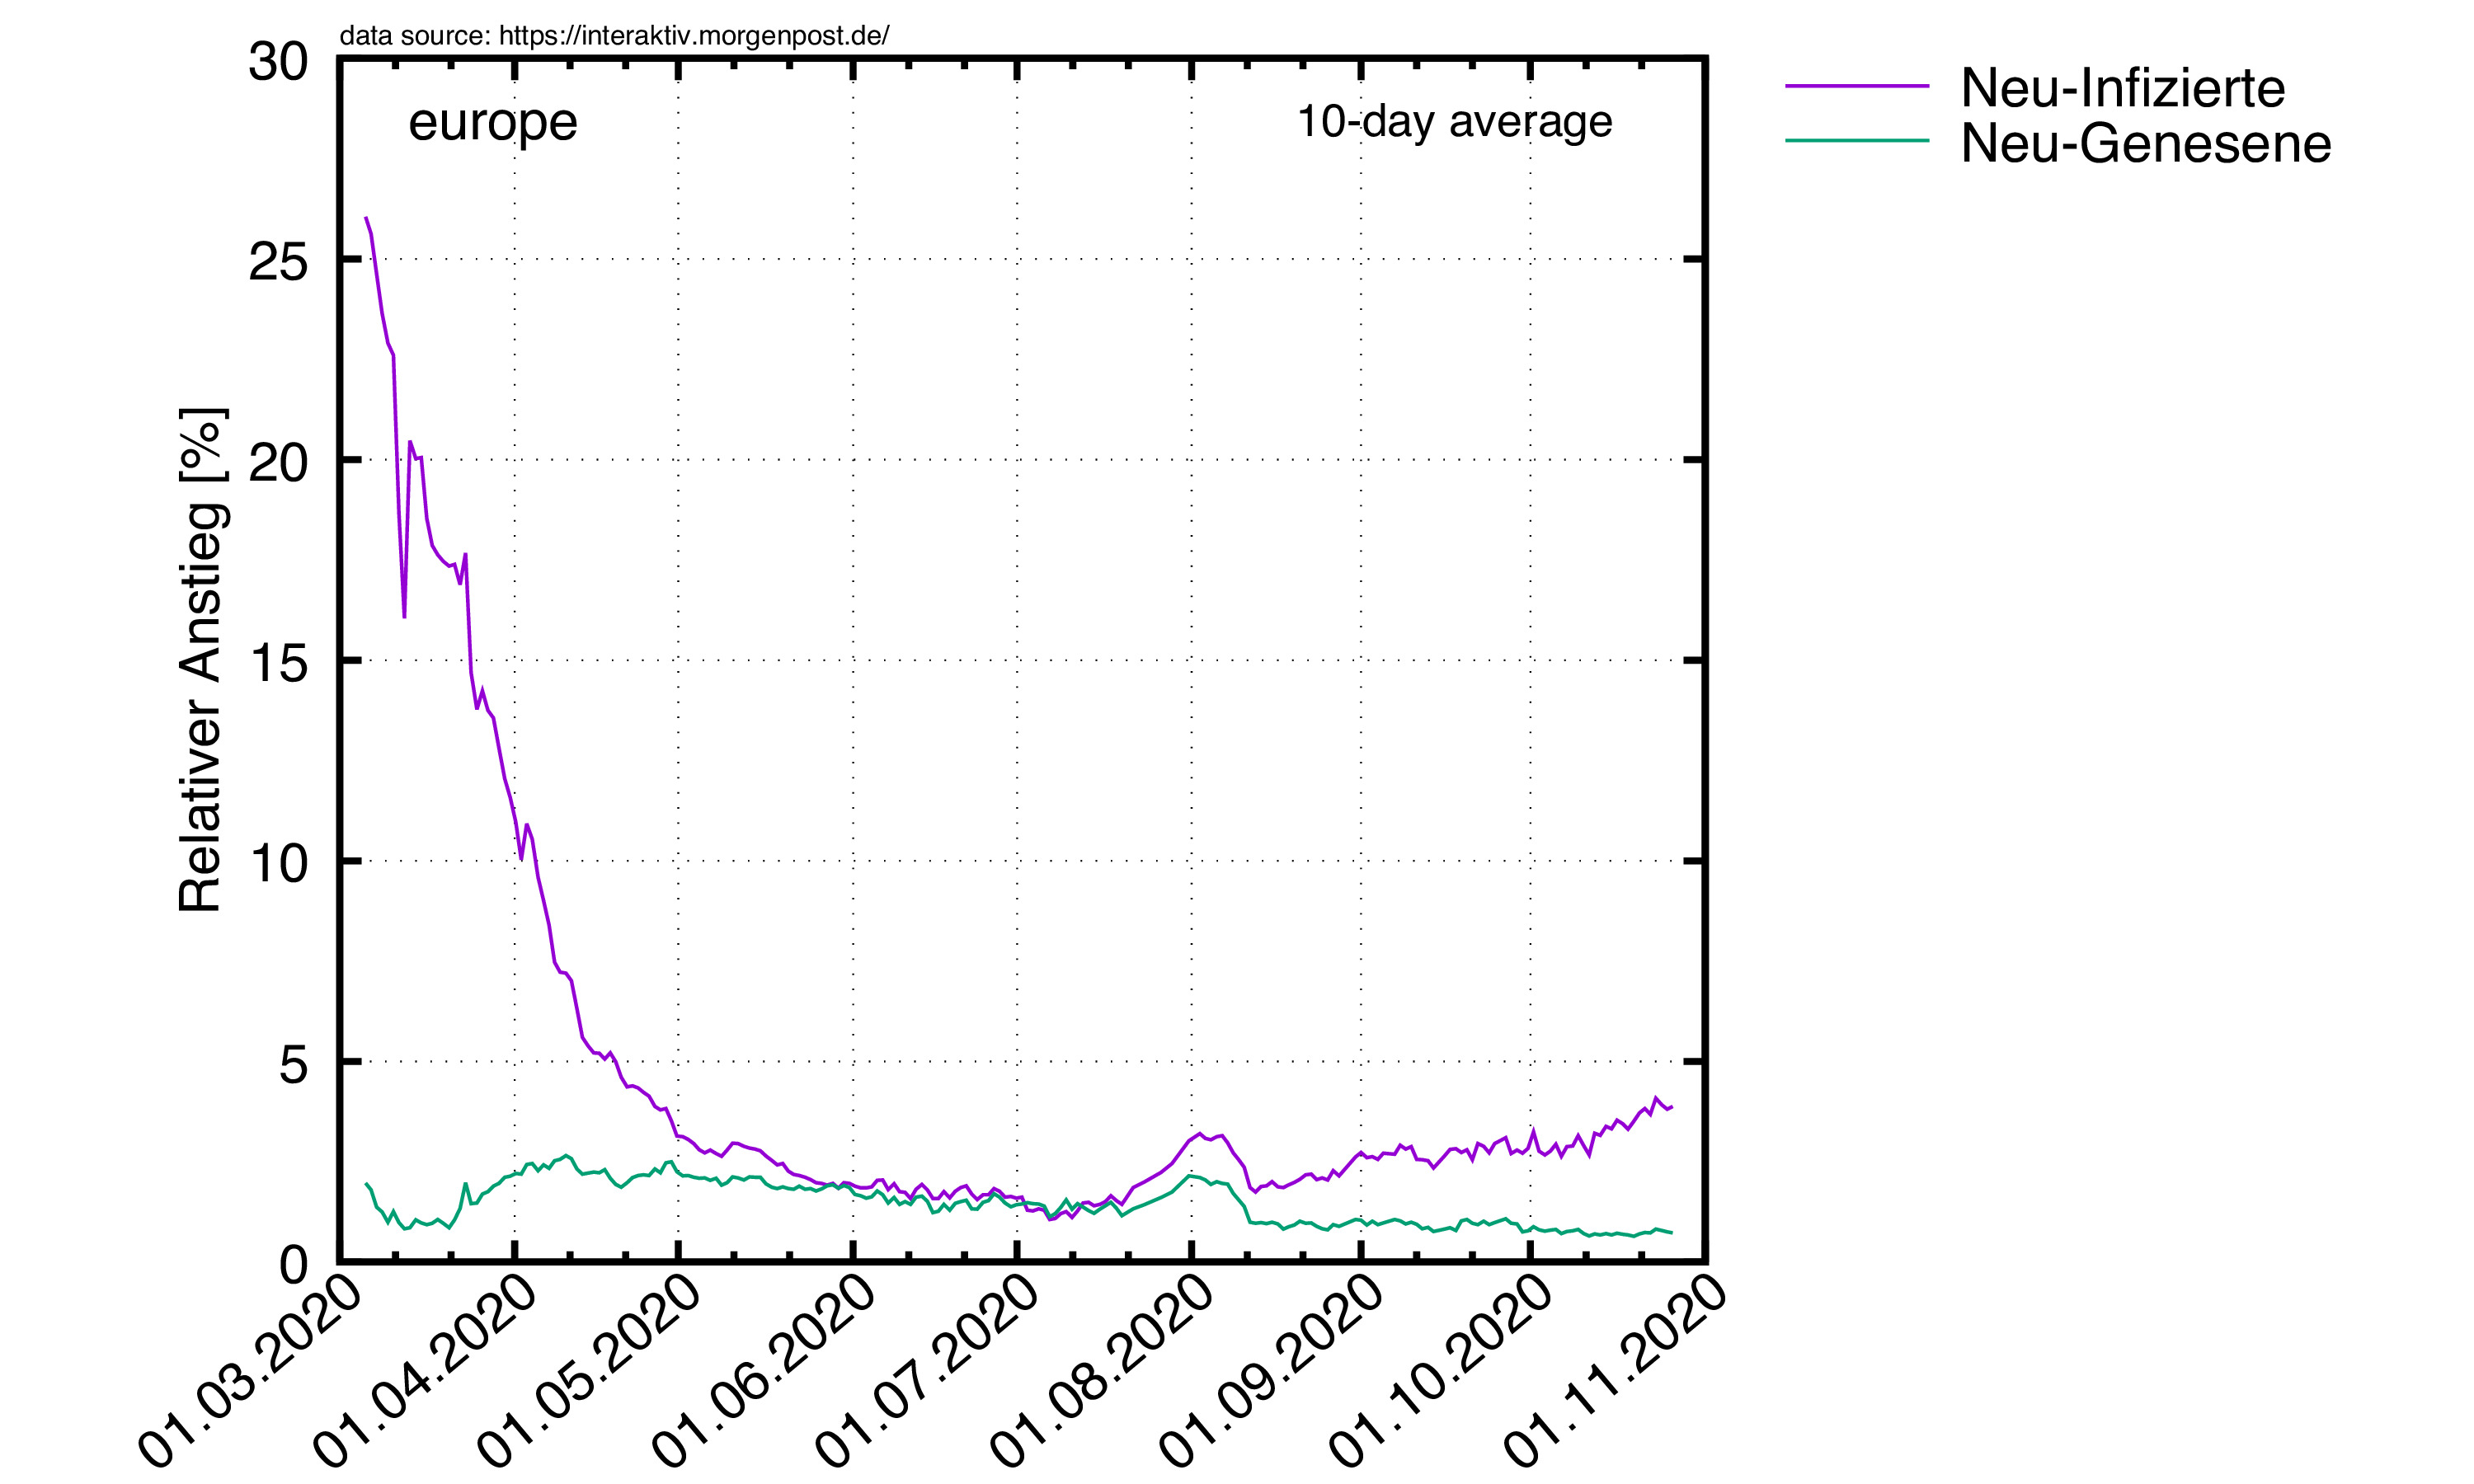 data source: https://interaktiv.morgenpost.de/
europe
10-day average
Neu-Infizierte
Neu-Genesene
Relativer Anstieg [%]
30
25
20
15
10
5
0
01.03.2020
01.04.2020
01.05.2020
01.06.2020
01.07.2020
01.08.2020
01.09.2020
01.10.2020
01.11.2020